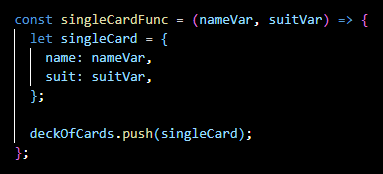 const singleCardFunc = (nameVar, suitVar) => {
  let singleCard = {
    name: nameVar,
    suit: suitVar,
  };

  deckOfCards.push(singleCard);
};